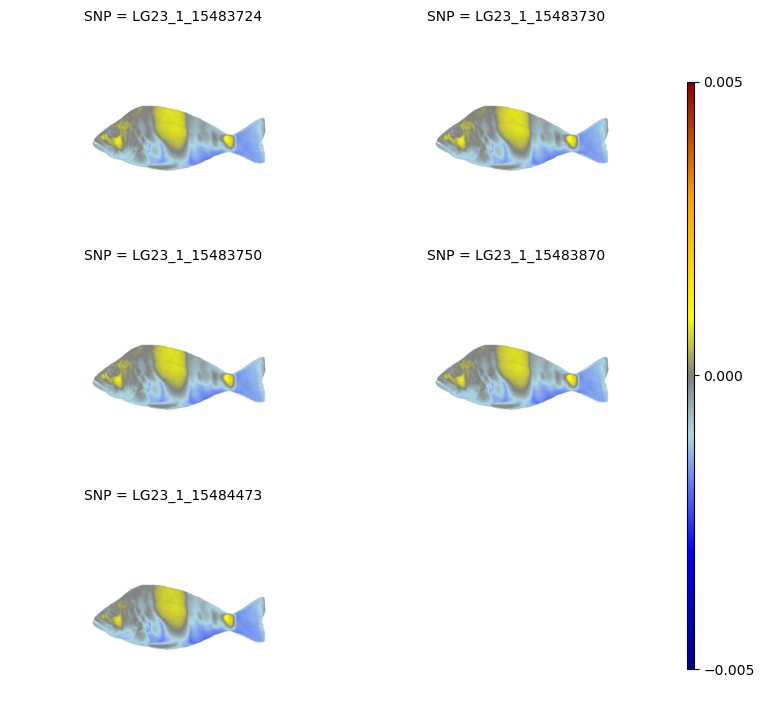 SNP = LG23_1_15483724
SNP = LG23_1_15483730
0.005
SNP = LG23_1_15483750
SNP = LG23_1_15483870
0.000
SNP = LG23_1_15484473
−0.005